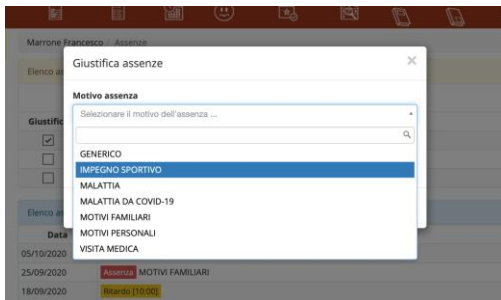 Marrone Francesco / Assenze
Giustifica assenze
×
Elenco as
Motivo assenza
Selezionare il motivo dell'assenza ...
Giustific
GENERICO
IMPEGNO SPORTIVO
MALATTIA
MALATTIA DA COVID-19
MOTIVI FAMILIARI
Elenco as
MOTIVI PERSONALI
Data
VISITA MEDICA
05/10/2020
25/09/2020 Assenza MOTIVI FAMILIARI
18/09/2020 Ritardo [10:00]